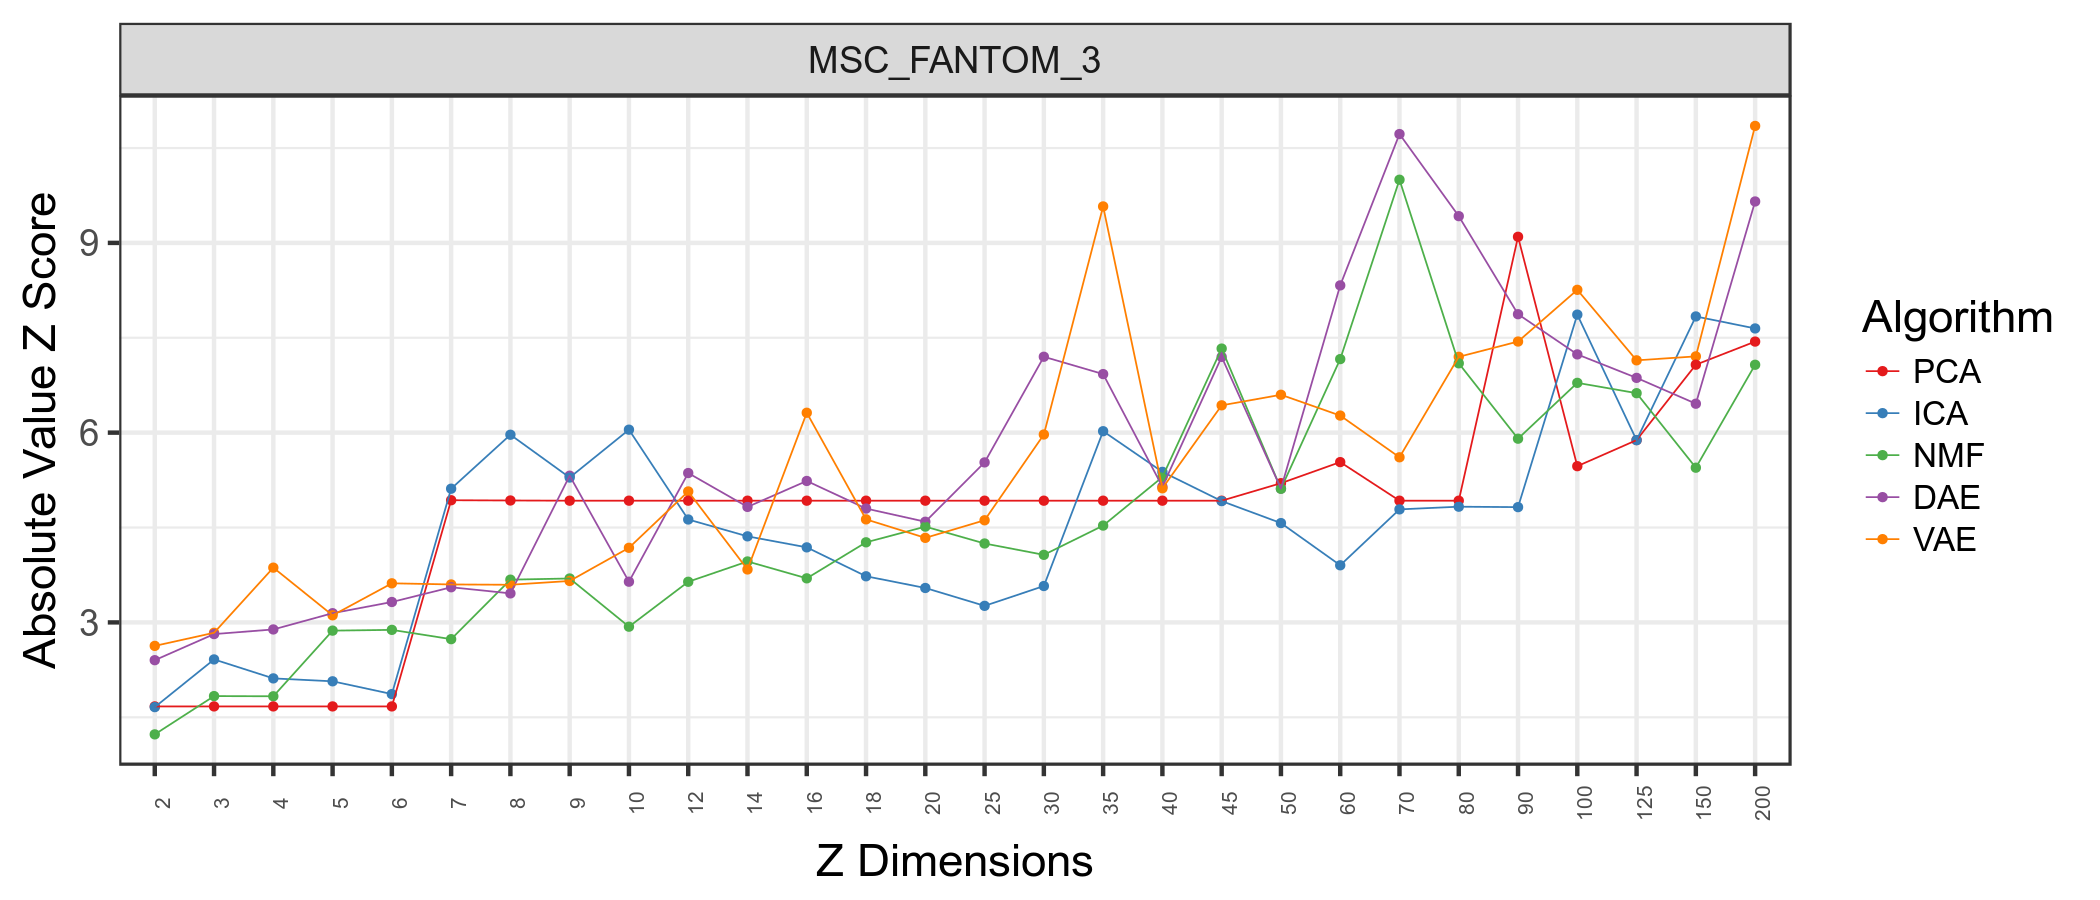 MSC_FANTOM_3
Absolute Value Z Score
9
6
3
2 3 4 5 6 7 8 9 10 12 14 16 18 20 25 30 35 40 45 50 60 70 80 90 100 125 150 200
Z Dimensions
Algorithm
PCA
ICA
NMF
DAE
VAE